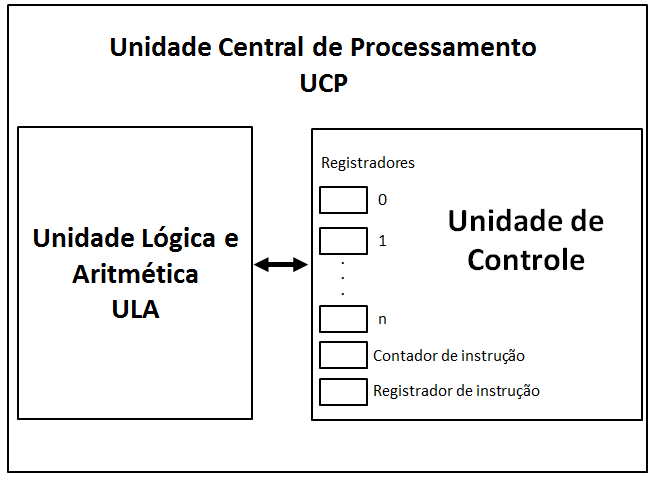 Unidade Central de Processamento
UCP
Unidade Lógica e
Aritmética
ULA
Registradores
0
1
.
.
.
n
Contador de instrução
Registrador de instrução
Unidade de
Controle